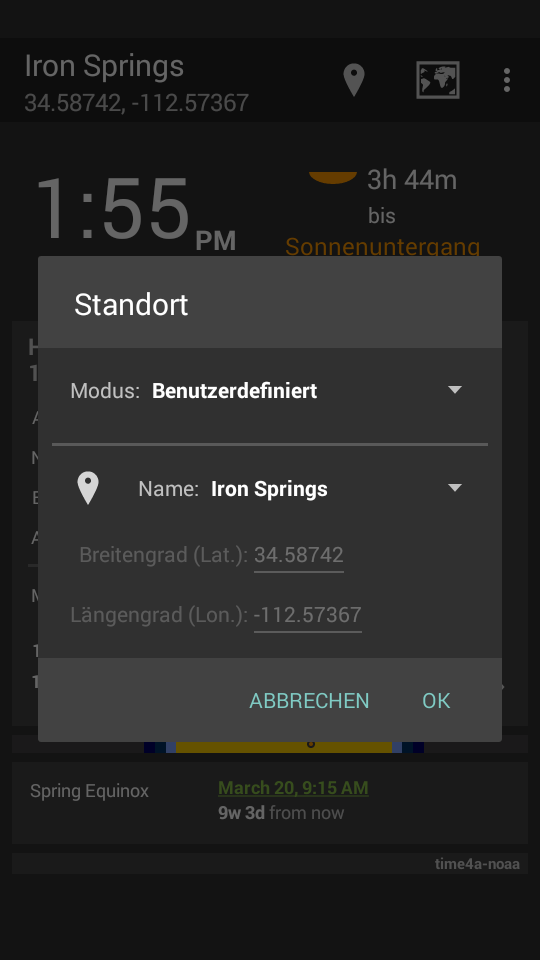 Iron Springs
34.58742, -112.57367
1:55 PM
3h 44m
bis
Sonnenuntergang
Standort
Modus: Benutzerdefiniert
Name: Iron Springs
Breitengrad (Lat.): 34.58742
Längengrad (Lon.): -112.57367
ABBRECHEN OK
Spring Equinox
March 20, 9:15 AM
9w 3d from now
time4a-noaa